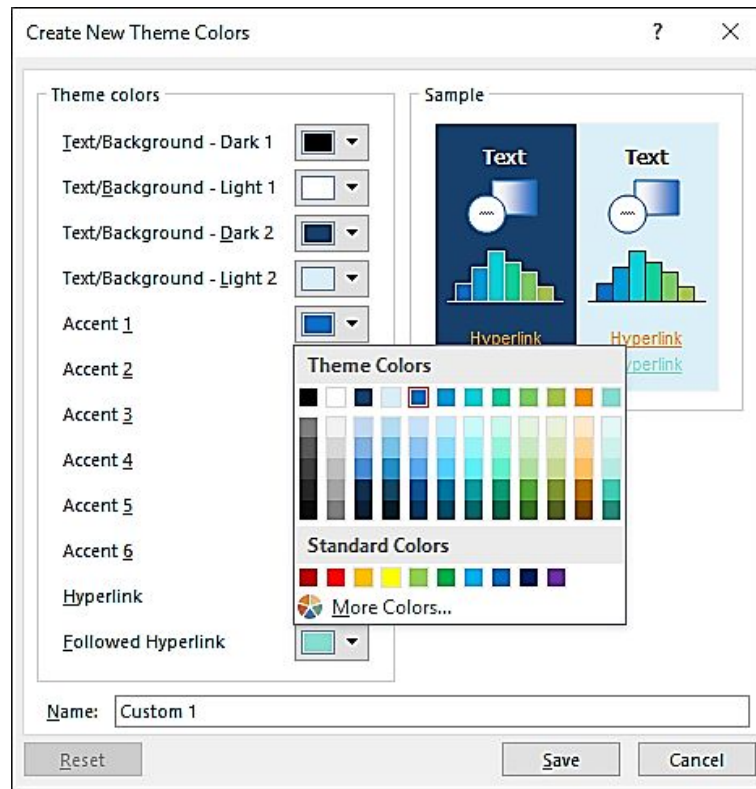 Create New Theme Colors
?
Theme colors
Text/Background - Dark 1
Text/Background - Light 1
Text/Background - Dark 2
Text/Background - Light 2
Accent 1
Accent 2
Accent 3
Accent 4
Accent 5
Accent 6
Hyperlink
Followed Hyperlink
Sample
Text Text
Hyperlink Hyperlink
Theme Colors
Standard Colors
More Colors...
Name: Custom 1
Reset Save Cancel